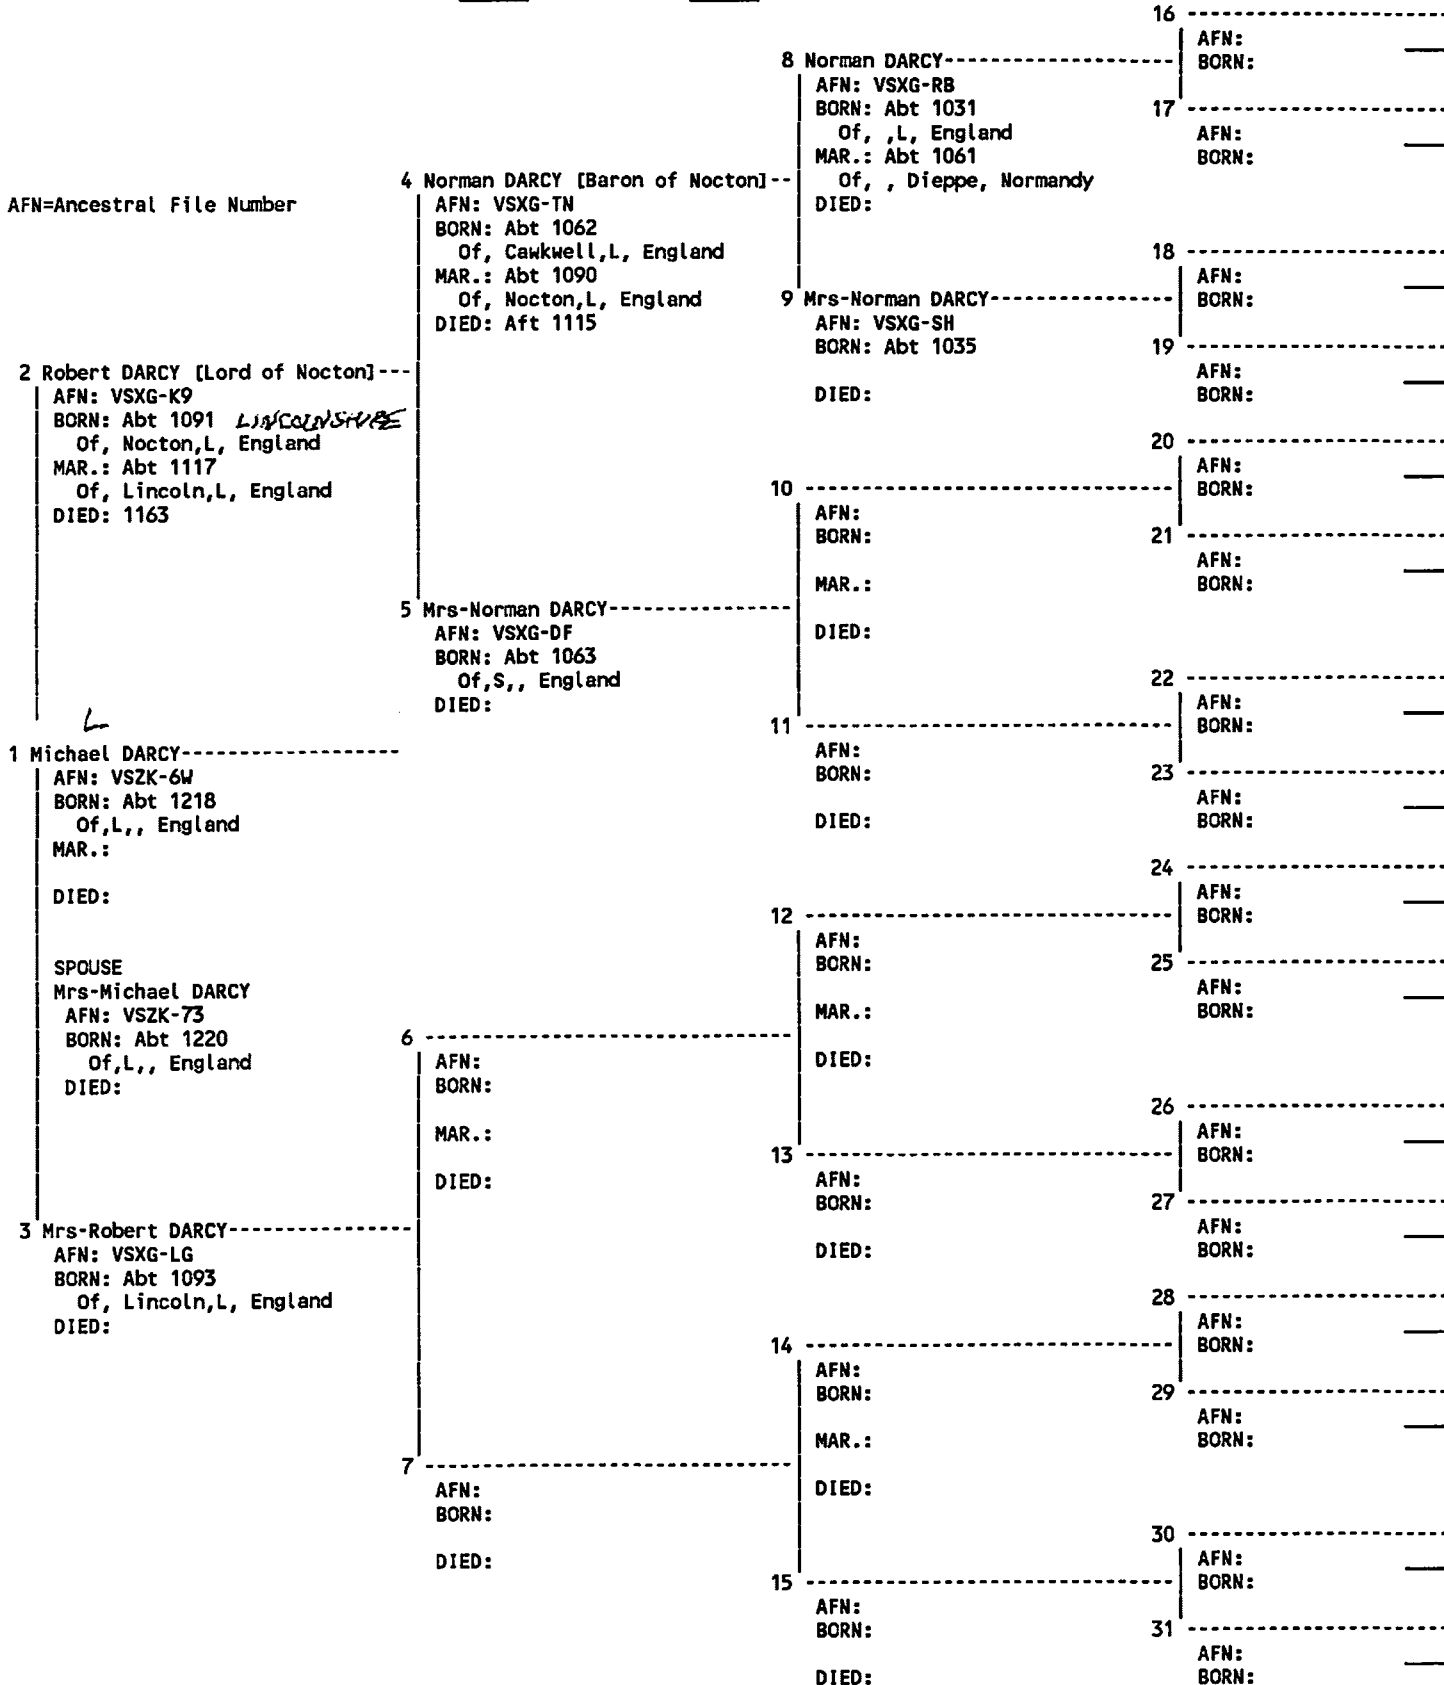 AFN=Ancestral File Number
2 Robert DARCY [Lord of Nocton]---
AFN: VSXG-K9
BORN: Abt 1091 LINCOLNSHIRE
Of, Nocton,L, England
MAR.: Abt 1117
Of, Lincoln,L, England
DIED: 1163
L
1 Michael DARCY------------------
AFN: VSZK-6W
BORN: Abt 1218
Of,L,, England
MAR.:
DIED:
SPOUSE
Mrs-Michael DARCY
AFN: VSZK-73
BORN: Abt 1220
Of,L,, England
DIED:
3 Mrs-Robert DARCY---------------
AFN: VSXG-LG
BORN: Abt 1093
Of, Lincoln,L, England
DIED:
4 Norman DARCY [Baron of Nocton]--
AFN: VSXG-TN
BORN: Abt 1062
Of, Cawkwell,L, England
MAR.: Abt 1090
Of, Nocton,L, England
DIED: Aft 1115
5 Mrs-Norman DARCY---------------
AFN: VSXG-DF
BORN: Abt 1063
Of,S,, England
DIED:
6 ------------------------------
AFN:
BORN:
MAR.:
DIED:
7 ------------------------------
AFN:
BORN:
DIED:
8 Norman DARCY-------------------
AFN: VSXG-RB
BORN: Abt 1031
Of, ,L, England
MAR.: Abt 1061
Of, , Dieppe, Normandy
DIED:
9 Mrs-Norman DARCY---------------
AFN: VSXG-SH
BORN: Abt 1035
DIED:
10 ------------------------------
AFN:
BORN:
MAR.:
DIED:
11 ------------------------------
AFN:
BORN:
DIED:
12 ------------------------------
AFN:
BORN:
MAR.:
DIED:
13 ------------------------------
AFN:
BORN:
DIED:
14 ------------------------------
AFN:
BORN:
MAR.:
DIED:
15 ------------------------------
AFN:
BORN:
DIED:
16 ---------------------
AFN:
BORN:
17 ---------------------
AFN:
BORN:
18 ---------------------
AFN:
BORN:
19 ---------------------
AFN:
BORN:
20 ---------------------
AFN:
BORN:
21 ---------------------
AFN:
BORN:
22 ---------------------
AFN:
BORN:
23 ---------------------
AFN:
BORN:
24 ---------------------
AFN:
BORN:
25 ---------------------
AFN:
BORN:
26 ---------------------
AFN:
BORN:
27 ---------------------
AFN:
BORN:
28 ---------------------
AFN:
BORN:
29 ---------------------
AFN:
BORN:
30 ---------------------
AFN:
BORN:
31 ---------------------
AFN:
BORN: